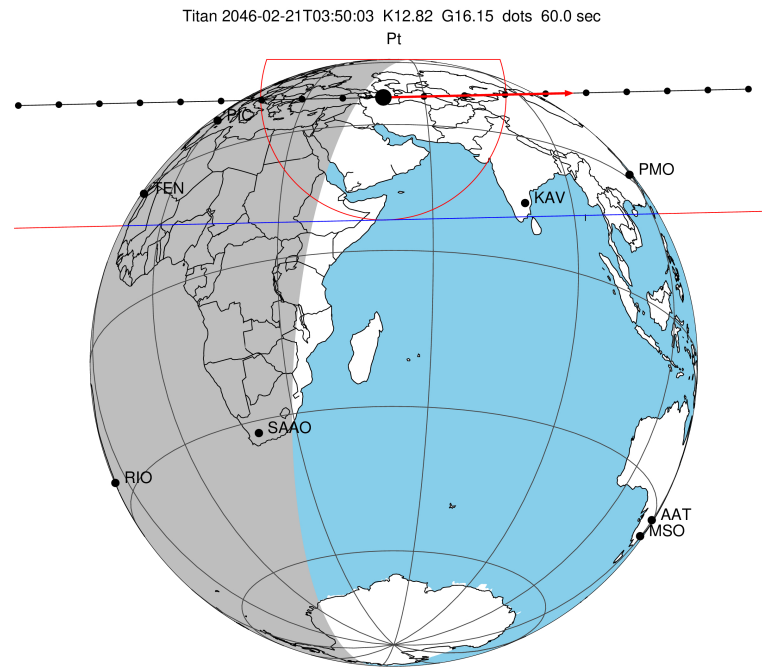 Titan 2046-02-21T03:50:03 K12.82 G16.15 dots 60.0 sec
Pt
PIC
TEN
PMO
KAV
SAAO
RIO
AAT
MSO